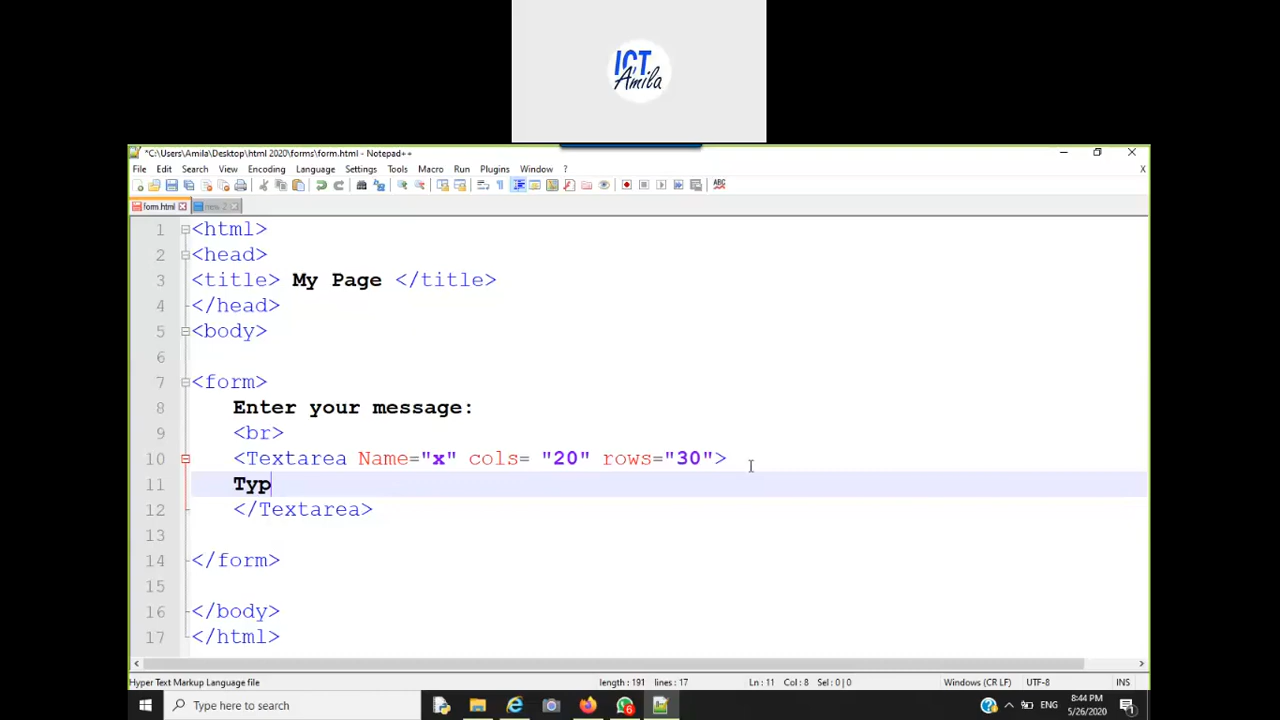 ICT
Amila
*C:\Users\Amila\Desktop\html 2020\forms\form.html - Notepad++
File Edit Search View Encoding Language Settings Tools Macro Run Plugins Window ? X
form.html new 2
1 <html>
2 <head>
3 <title> My Page </title>
4 </head>
5 <body>
6
7 <form>
8 Enter your message:
9 <br>
10 <Textarea Name="x" cols= "20" rows="30">
11 Typ
12 </Textarea>
13
14 </form>
15
16 </body>
17 </html>
Hyper Text Markup Language file length : 191 lines : 17 Ln : 11 Col : 8 Sel : 0 | 0 Windows (CR LF) UTF-8 INS
Type here to search ENG 8:44 PM
5/26/2020